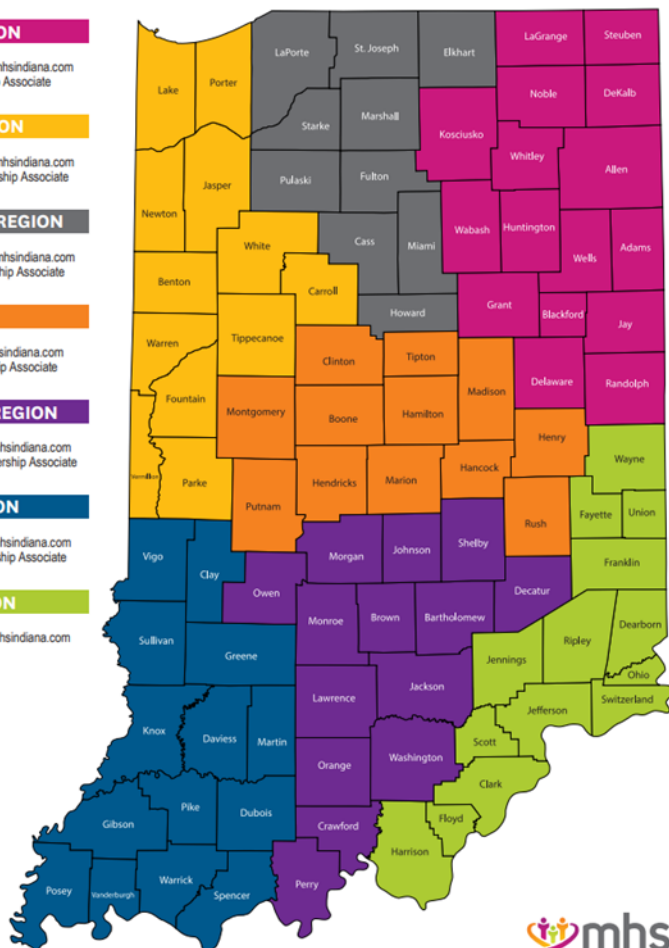 ON
mhsindiana.com
Associate
ON
mhsindiana.com
ship Associate
REGION
mhsindiana.com
ship Associate
sindiana.com
p Associate
REGION
hsindiana.com
ership Associate
ON
hsindiana.com
ship Associate
ON
hsindiana.com
Lake
Porter
LaPorte
St. Joseph
Elkhart
LaGrange
Steuben
Noble
DeKalb
Starke
Marshall
Kosciusko
Whitley
Allen
Newton
Jasper
Pulaski
Fulton
White
Cass
Miami
Wabash
Huntington
Wells
Adams
Benton
Carroll
Howard
Grant
Blackford
Jay
Warren
Tippecanoe
Clinton
Tipton
Madison
Delaware
Randolph
Fountain
Montgomery
Boone
Hamilton
Henry
Vermillion
Parke
Putnam
Hendricks
Marion
Hancock
Wayne
Rush
Fayette
Union
Vigo
Clay
Owen
Morgan
Johnson
Shelby
Decatur
Franklin
Sullivan
Greene
Monroe
Brown
Bartholomew
Jennings
Ripley
Dearborn
Ohio
Switzerland
Knox
Daviess
Martin
Lawrence
Jackson
Jefferson
Scott
Orange
Washington
Clark
Gibson
Pike
Dubois
Crawford
Floyd
Harrison
Posey
Vanderburgh
Warrick
Spencer
Perry
mhs